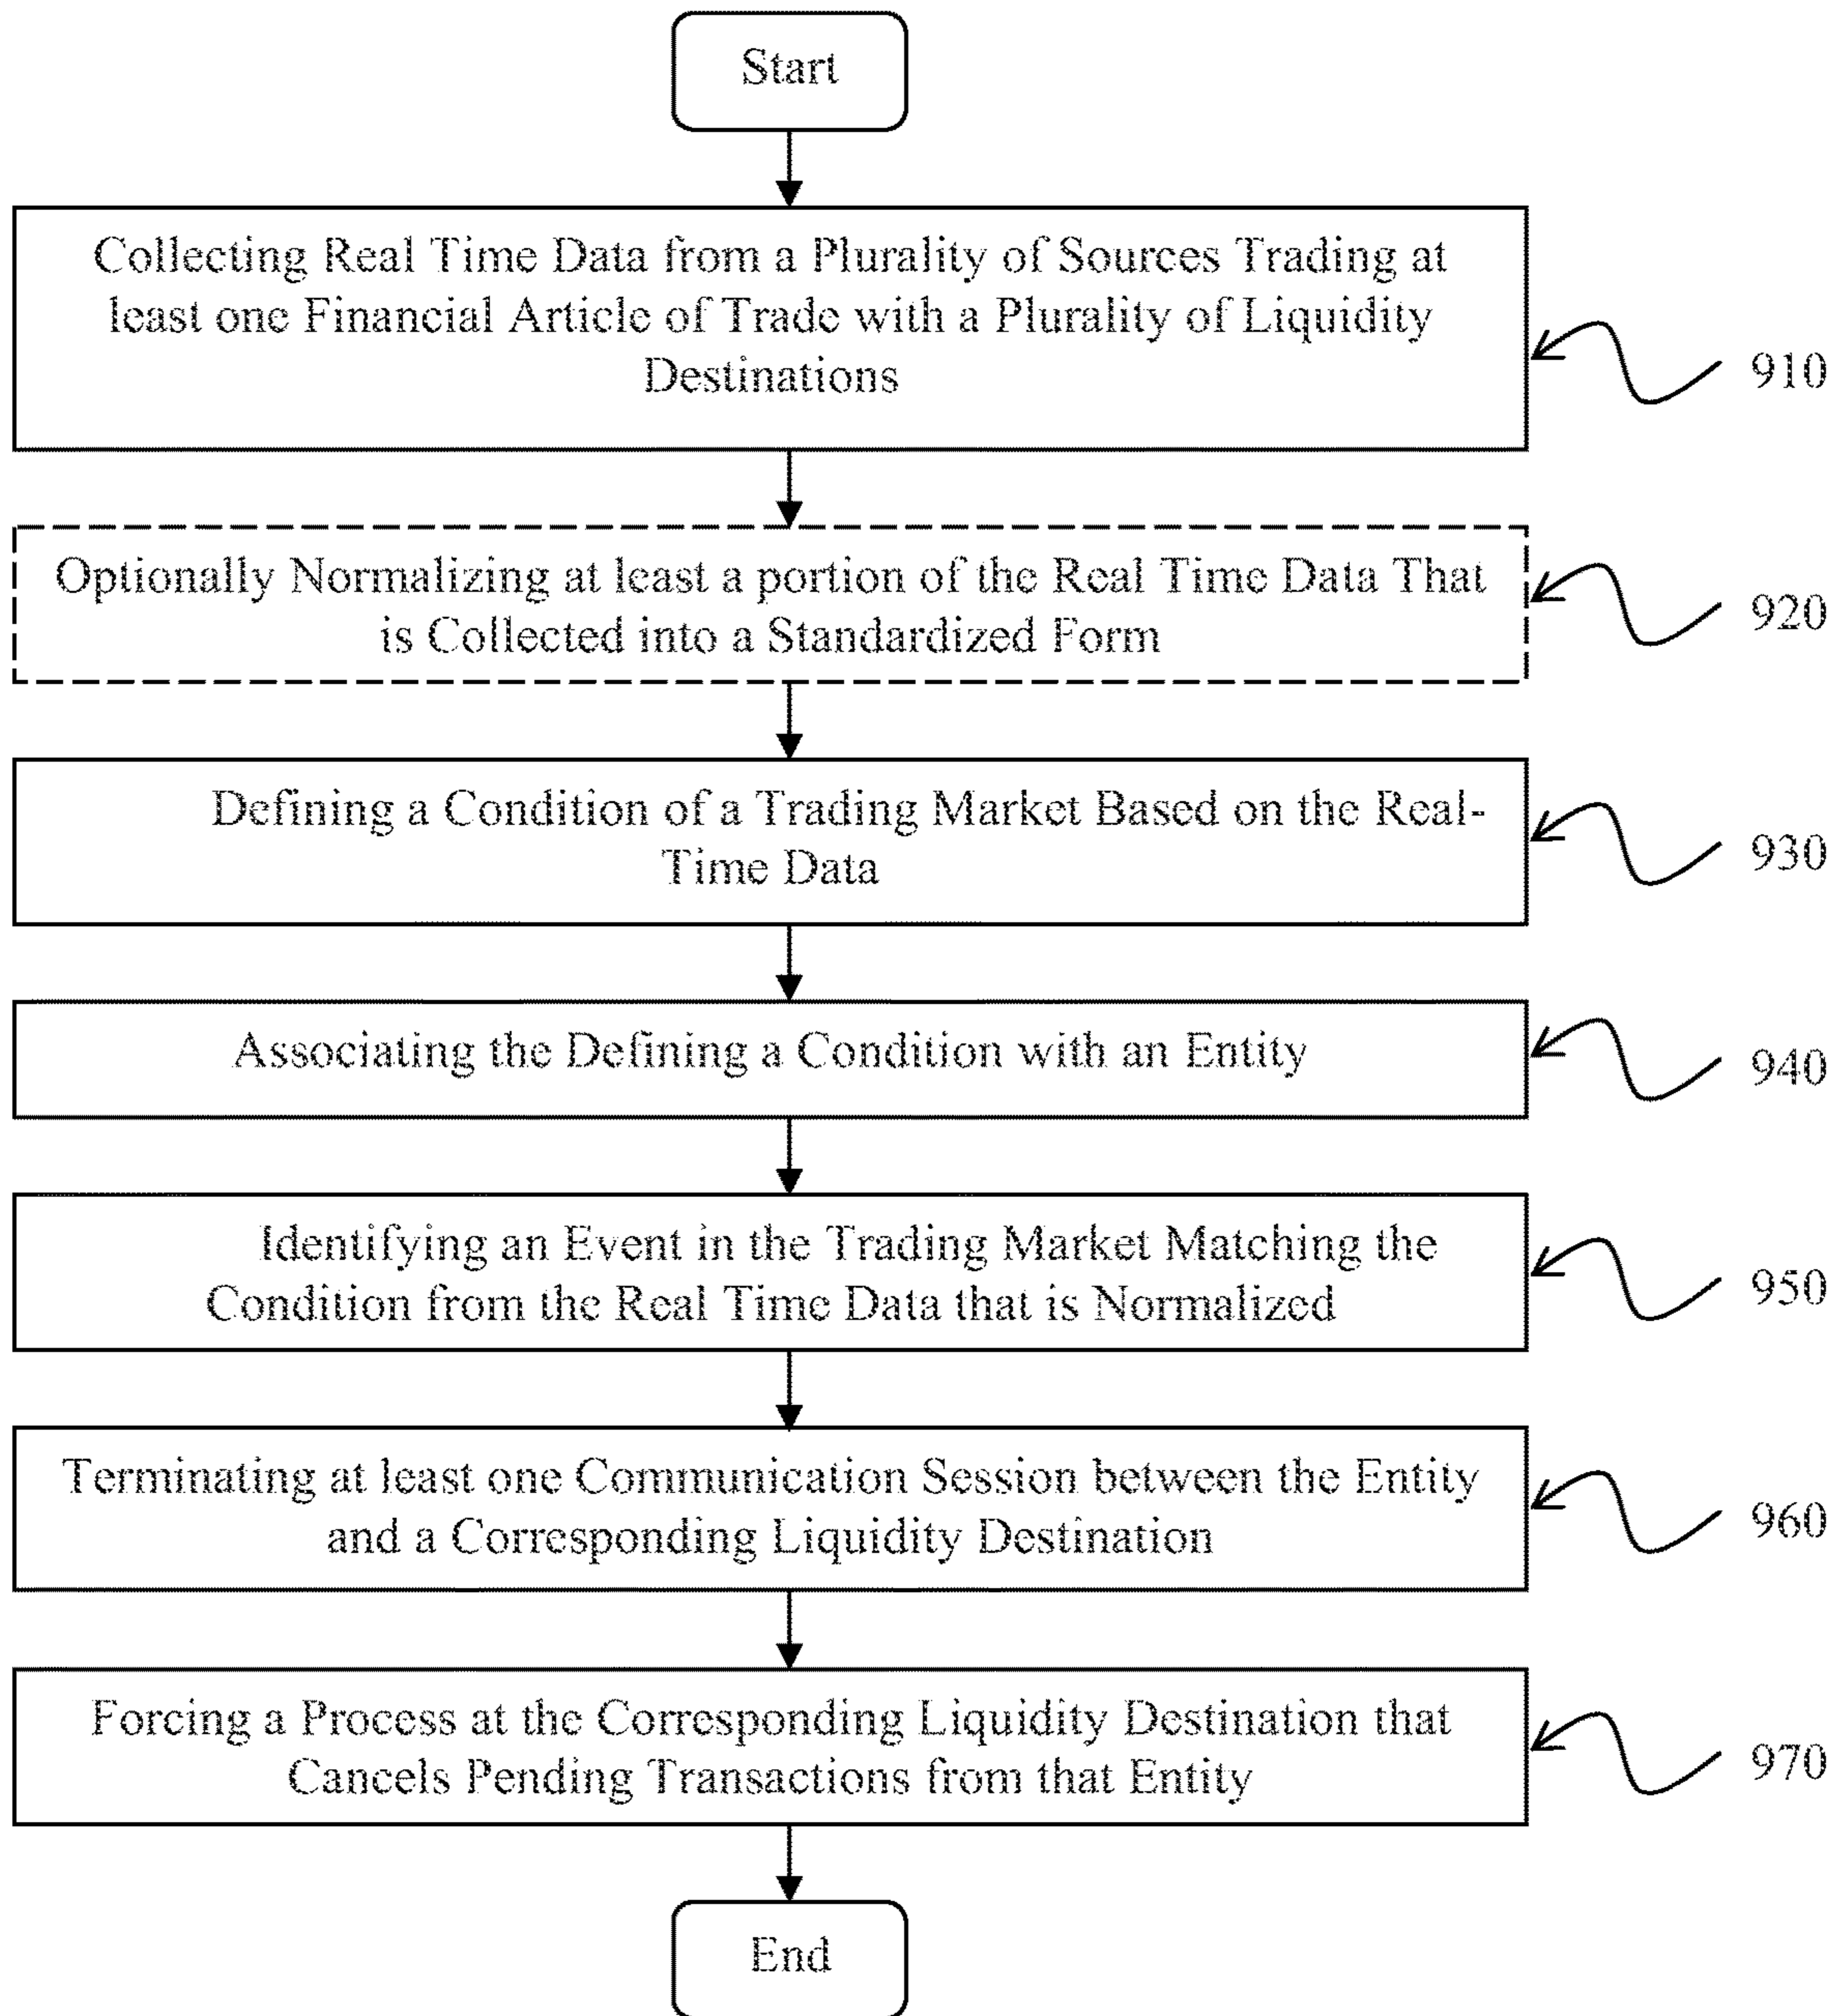 Start
Collecting Real Time Data from a Plurality of Sources Trading at
least one Financial Article of Trade with a Plurality of Liquidity
Destinations
910
Optionally Normalizing at least a portion of the Real Time Data That
is Collected into a Standardized Form
920
Defining a Condition of a Trading Market Based on the Real-
Time Data
930
Associating the Defining a Condition with an Entity
940
Identifying an Event in the Trading Market Matching the
Condition from the Real Time Data that is Normalized
950
Terminating at least one Communication Session between the Entity
and a Corresponding Liquidity Destination
960
Forcing a Process at the Corresponding Liquidity Destination that
Cancels Pending Transactions from that Entity
970
End